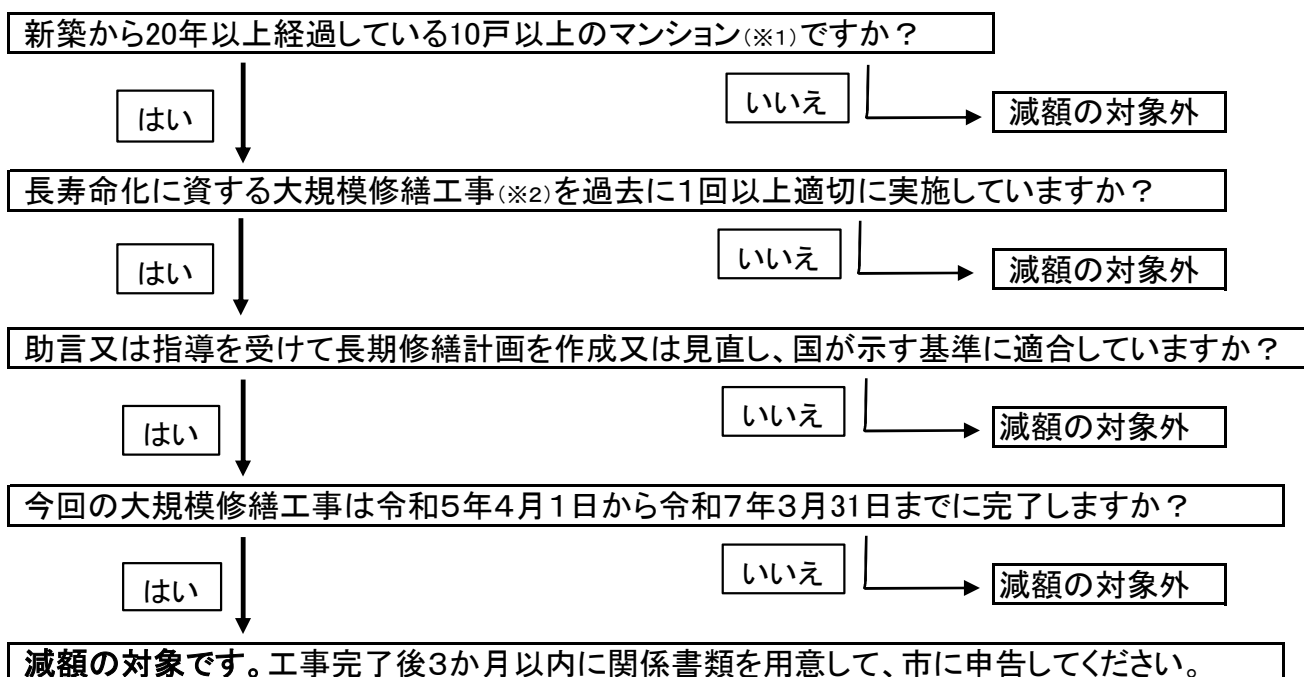 新築から20年以上経過している10戸以上のマンション(※1)ですか？
はい
いいえ
減額の対象外
長寿命化に資する大規模修繕工事(※2)を過去に１回以上適切に実施していますか？
はい
いいえ
減額の対象外
助言又は指導を受けて長期修繕計画を作成又は見直し、国が示す基準に適合していますか？
はい
いいえ
減額の対象外
今回の大規模修繕工事は令和５年４月１日から令和７年３月31日までに完了しますか？
はい
いいえ
減額の対象外
減額の対象です。工事完了後３か月以内に関係書類を用意して、市に申告してください。